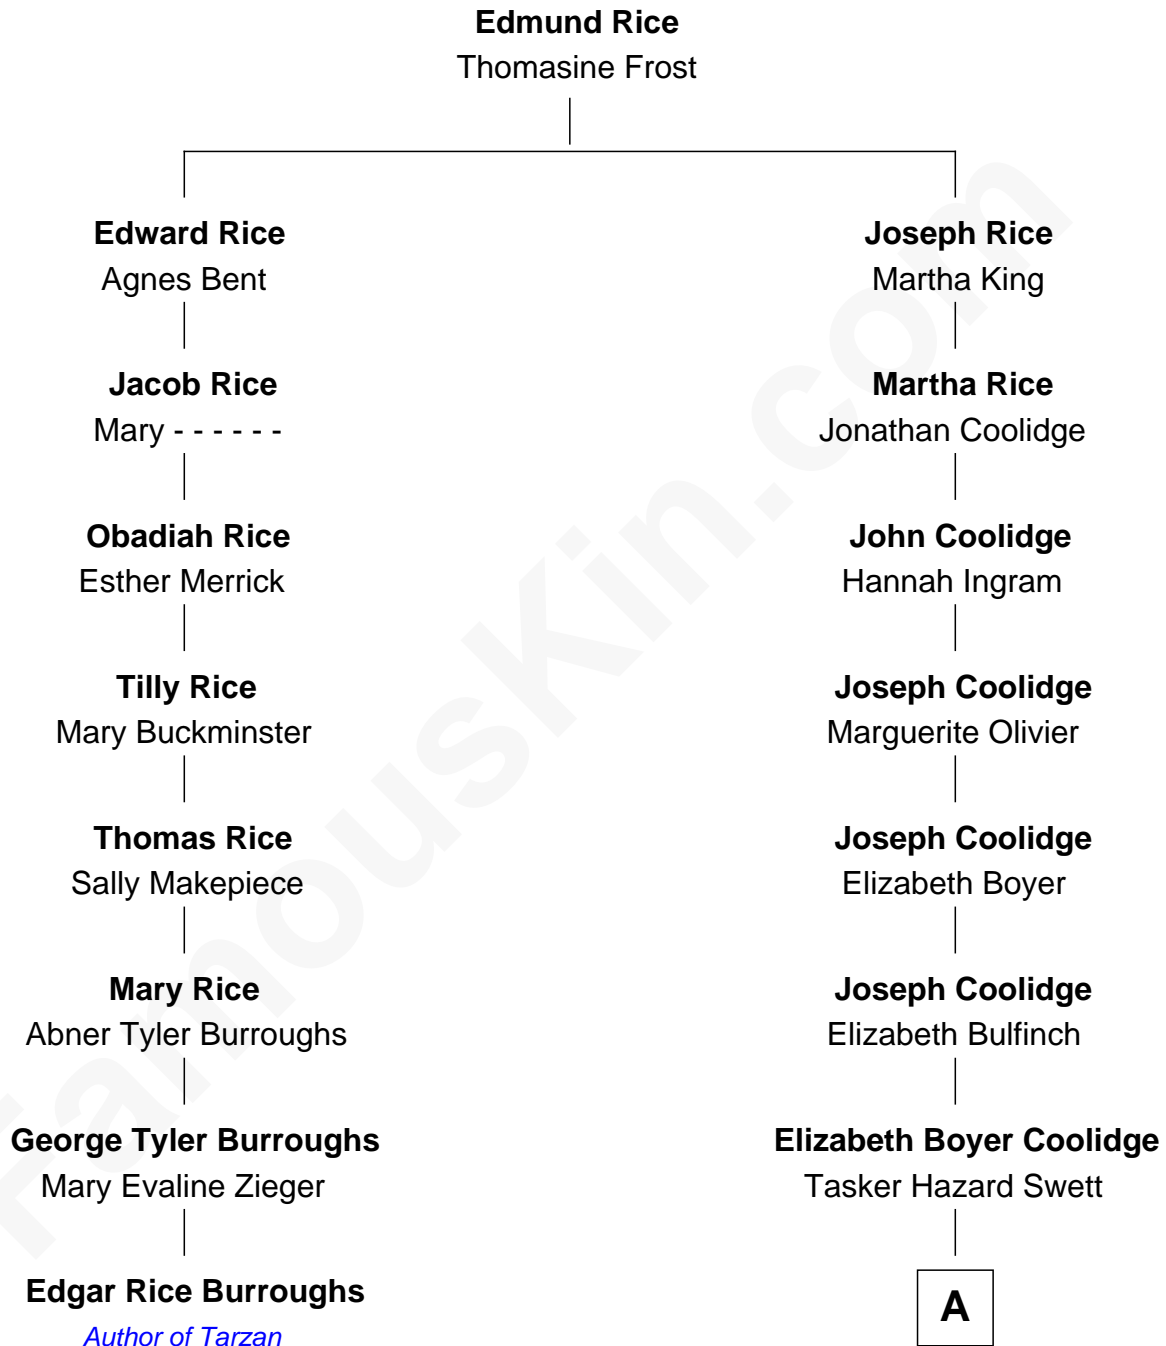 Edmund Rice
Thomasine Frost
Edward Rice
Agnes Bent
Jacob Rice
Mary - - - - - -
Obadiah Rice
Esther Merrick
Tilly Rice
Mary Buckminster
Thomas Rice
Sally Makepiece
Mary Rice
Abner Tyler Burroughs
George Tyler Burroughs
Mary Evaline Zieger
Edgar Rice Burroughs
Author of Tarzan
Joseph Rice
Martha King
Martha Rice
Jonathan Coolidge
John Coolidge
Hannah Ingram
Joseph Coolidge
Marguerite Olivier
Joseph Coolidge
Elizabeth Boyer
Joseph Coolidge
Elizabeth Bulfinch
Elizabeth Boyer Coolidge
Tasker Hazard Swett
A
FamousKin.com